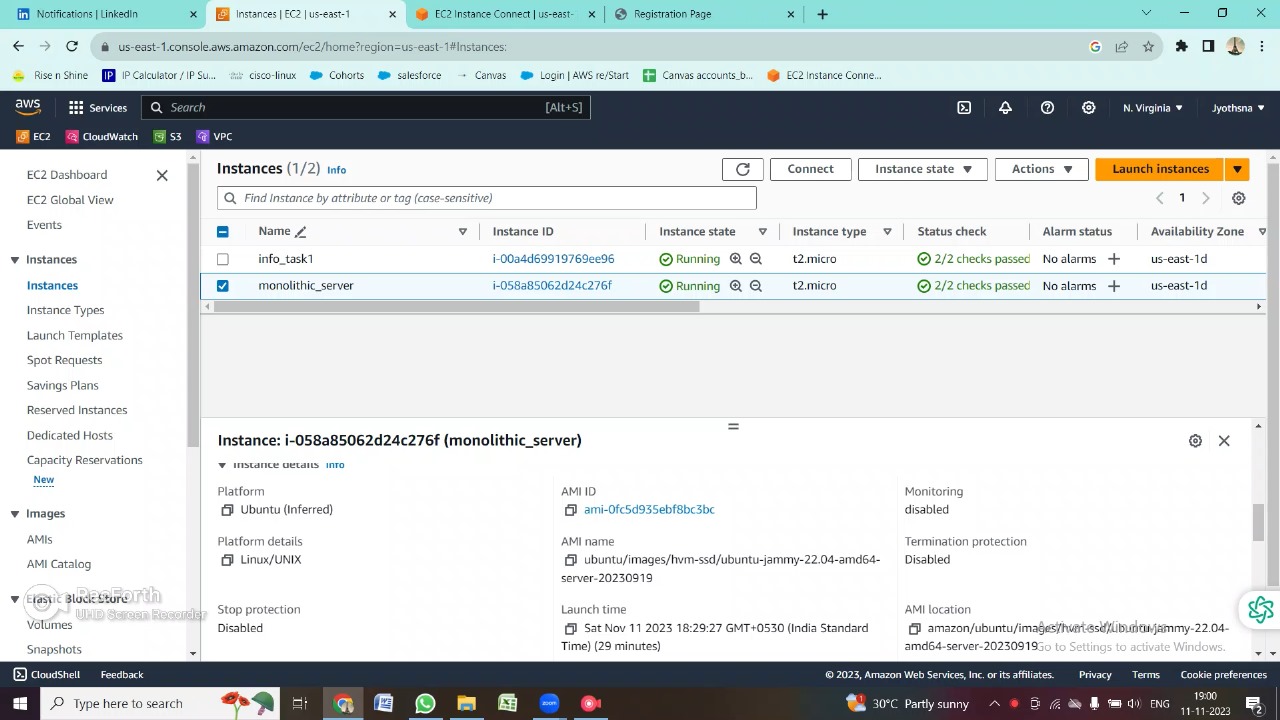 Notifications | LinkedIn
Instances | EC2 | us-east-1
EC2 Instance Connect | us-east-
Registration Page
us-east-1.console.aws.amazon.com/ec2/home?region=us-east-1#Instances:
Rise n Shine
IP Calculator / IP Su...
cisco-linux
Cohorts
salesforce
Canvas
Login | AWS re/Start
Canvas accounts_b...
EC2 Instance Conne...
aws
Services
Search
[Alt+S]
N. Virginia
Jyothsna
EC2
CloudWatch
S3
VPC
EC2 Dashboard
EC2 Global View
Events
Instances
Instances
Instance Types
Launch Templates
Spot Requests
Savings Plans
Reserved Instances
Dedicated Hosts
Capacity Reservations
New
Images
AMIs
AMI Catalog
Elastic Block Store
Volumes
Snapshots
RecForth
UHD Screen Recorder
Instances (1/2) Info
Connect
Instance state
Actions
Launch instances
Find Instance by attribute or tag (case-sensitive)
1
Name Instance ID Instance state Instance type Status check Alarm status Availability Zone
info_task1 i-00a4d69919769ee96 Running t2.micro 2/2 checks passed No alarms us-east-1d
monolithic_server i-058a85062d24c276f Running t2.micro 2/2 checks passed No alarms us-east-1d
Instance: i-058a85062d24c276f (monolithic_server)
Instance details Info
Platform
Ubuntu (Inferred)
AMI ID
ami-0fc5d935ebf8bc3bc
Monitoring
disabled
Platform details
Linux/UNIX
AMI name
ubuntu/images/hvm-ssd/ubuntu-jammy-22.04-amd64-
server-20230919
Termination protection
Disabled
Stop protection
Disabled
Launch time
Sat Nov 11 2023 18:29:27 GMT+0530 (India Standard
Time) (29 minutes)
AMI location
amazon/ubuntu/images/hvm-ssd/ubuntu-jammy-22.04-
amd64-server-20230919
Activate Windows
Go to Settings to activate Windows.
CloudShell
Feedback
© 2023, Amazon Web Services, Inc. or its affiliates.
Privacy
Terms
Cookie preferences
Type here to search
zoom
30°C Partly sunny
ENG
19:00
11-11-2023
2